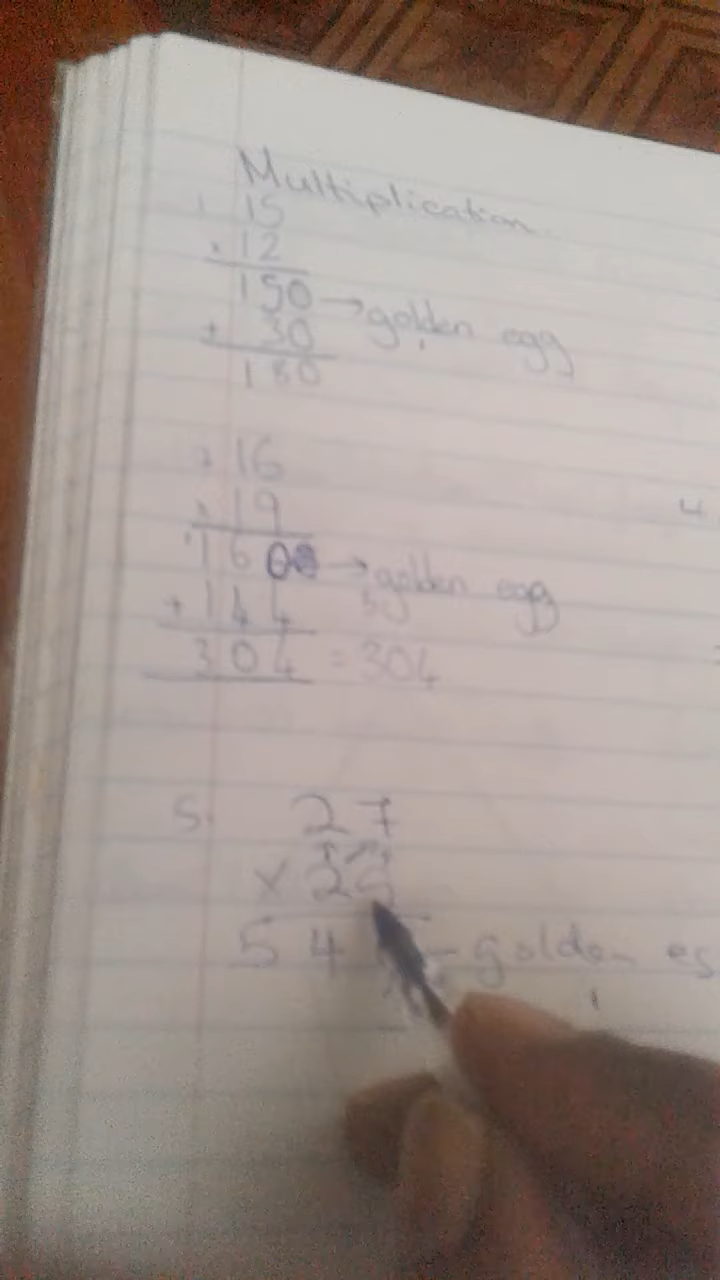 Multiplication
15
12
150 → golden egg
+ 30
180
16
19
160 → golden egg
+ 144
304 = 304
4
5. 27
× 2
54 golden